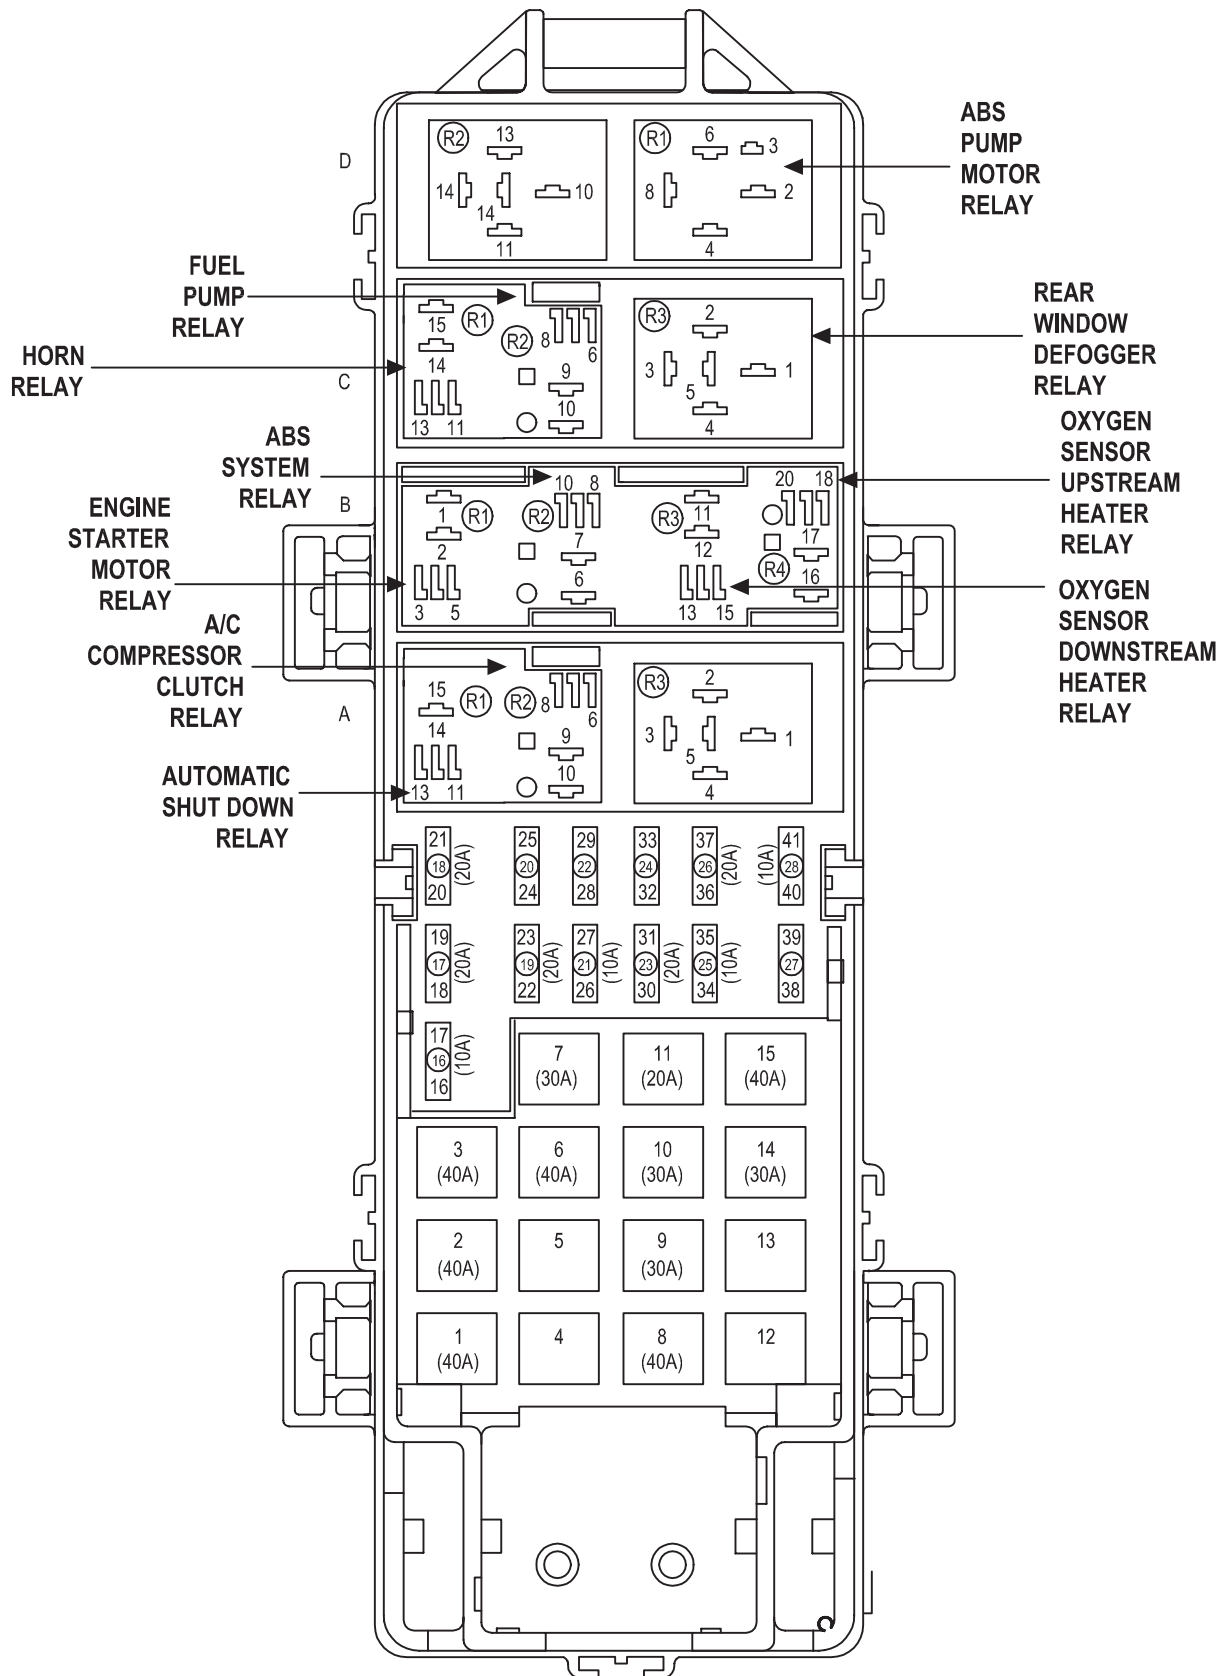 ABS
PUMP
MOTOR
RELAY
D
R2
13
14
14
10
11
R1
6
3
8
2
4
FUEL
PUMP
RELAY
HORN
RELAY
C
15
R1
14
13
11
R2
8
6
9
10
R3
2
3
5
1
4
REAR
WINDOW
DEFOGGER
RELAY
ABS
SYSTEM
RELAY
ENGINE
STARTER
MOTOR
RELAY
B
1
R1
2
3
5
10
8
R2
7
6
R3
11
12
13
15
20
18
17
R4
16
OXYGEN
SENSOR
UPSTREAM
HEATER
RELAY
OXYGEN
SENSOR
DOWNSTREAM
HEATER
RELAY
A/C
COMPRESSOR
CLUTCH
RELAY
AUTOMATIC
SHUT DOWN
RELAY
A
15
R1
14
13
11
R2
8
6
9
10
R3
2
3
5
1
4
21
18
20
(20A)
25
20
24
29
22
28
33
24
32
37
26
36
(20A)
(10A)
41
28
40
19
17
18
(20A)
23
19
22
(20A)
27
21
26
(10A)
31
23
30
(20A)
35
25
34
(10A)
39
27
38
17
16
16
(10A)
7
(30A)
11
(20A)
15
(40A)
3
(40A)
6
(40A)
10
(30A)
14
(30A)
2
(40A)
5
9
(30A)
13
1
(40A)
4
8
(40A)
12
C